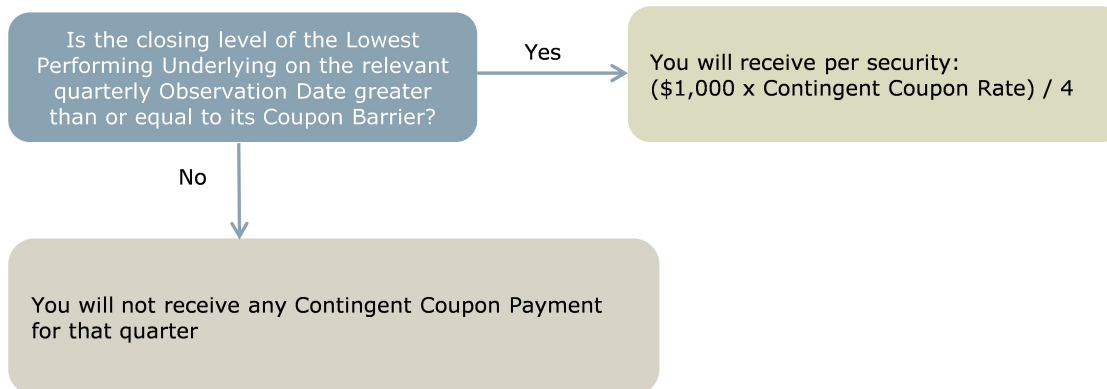 Is the closing level of the Lowest
Performing Underlying on the relevant
quarterly Observation Date greater
than or equal to its Coupon Barrier?
Yes
You will receive per security:
($1,000 x Contingent Coupon Rate) / 4
No
You will not receive any Contingent Coupon Payment
for that quarter